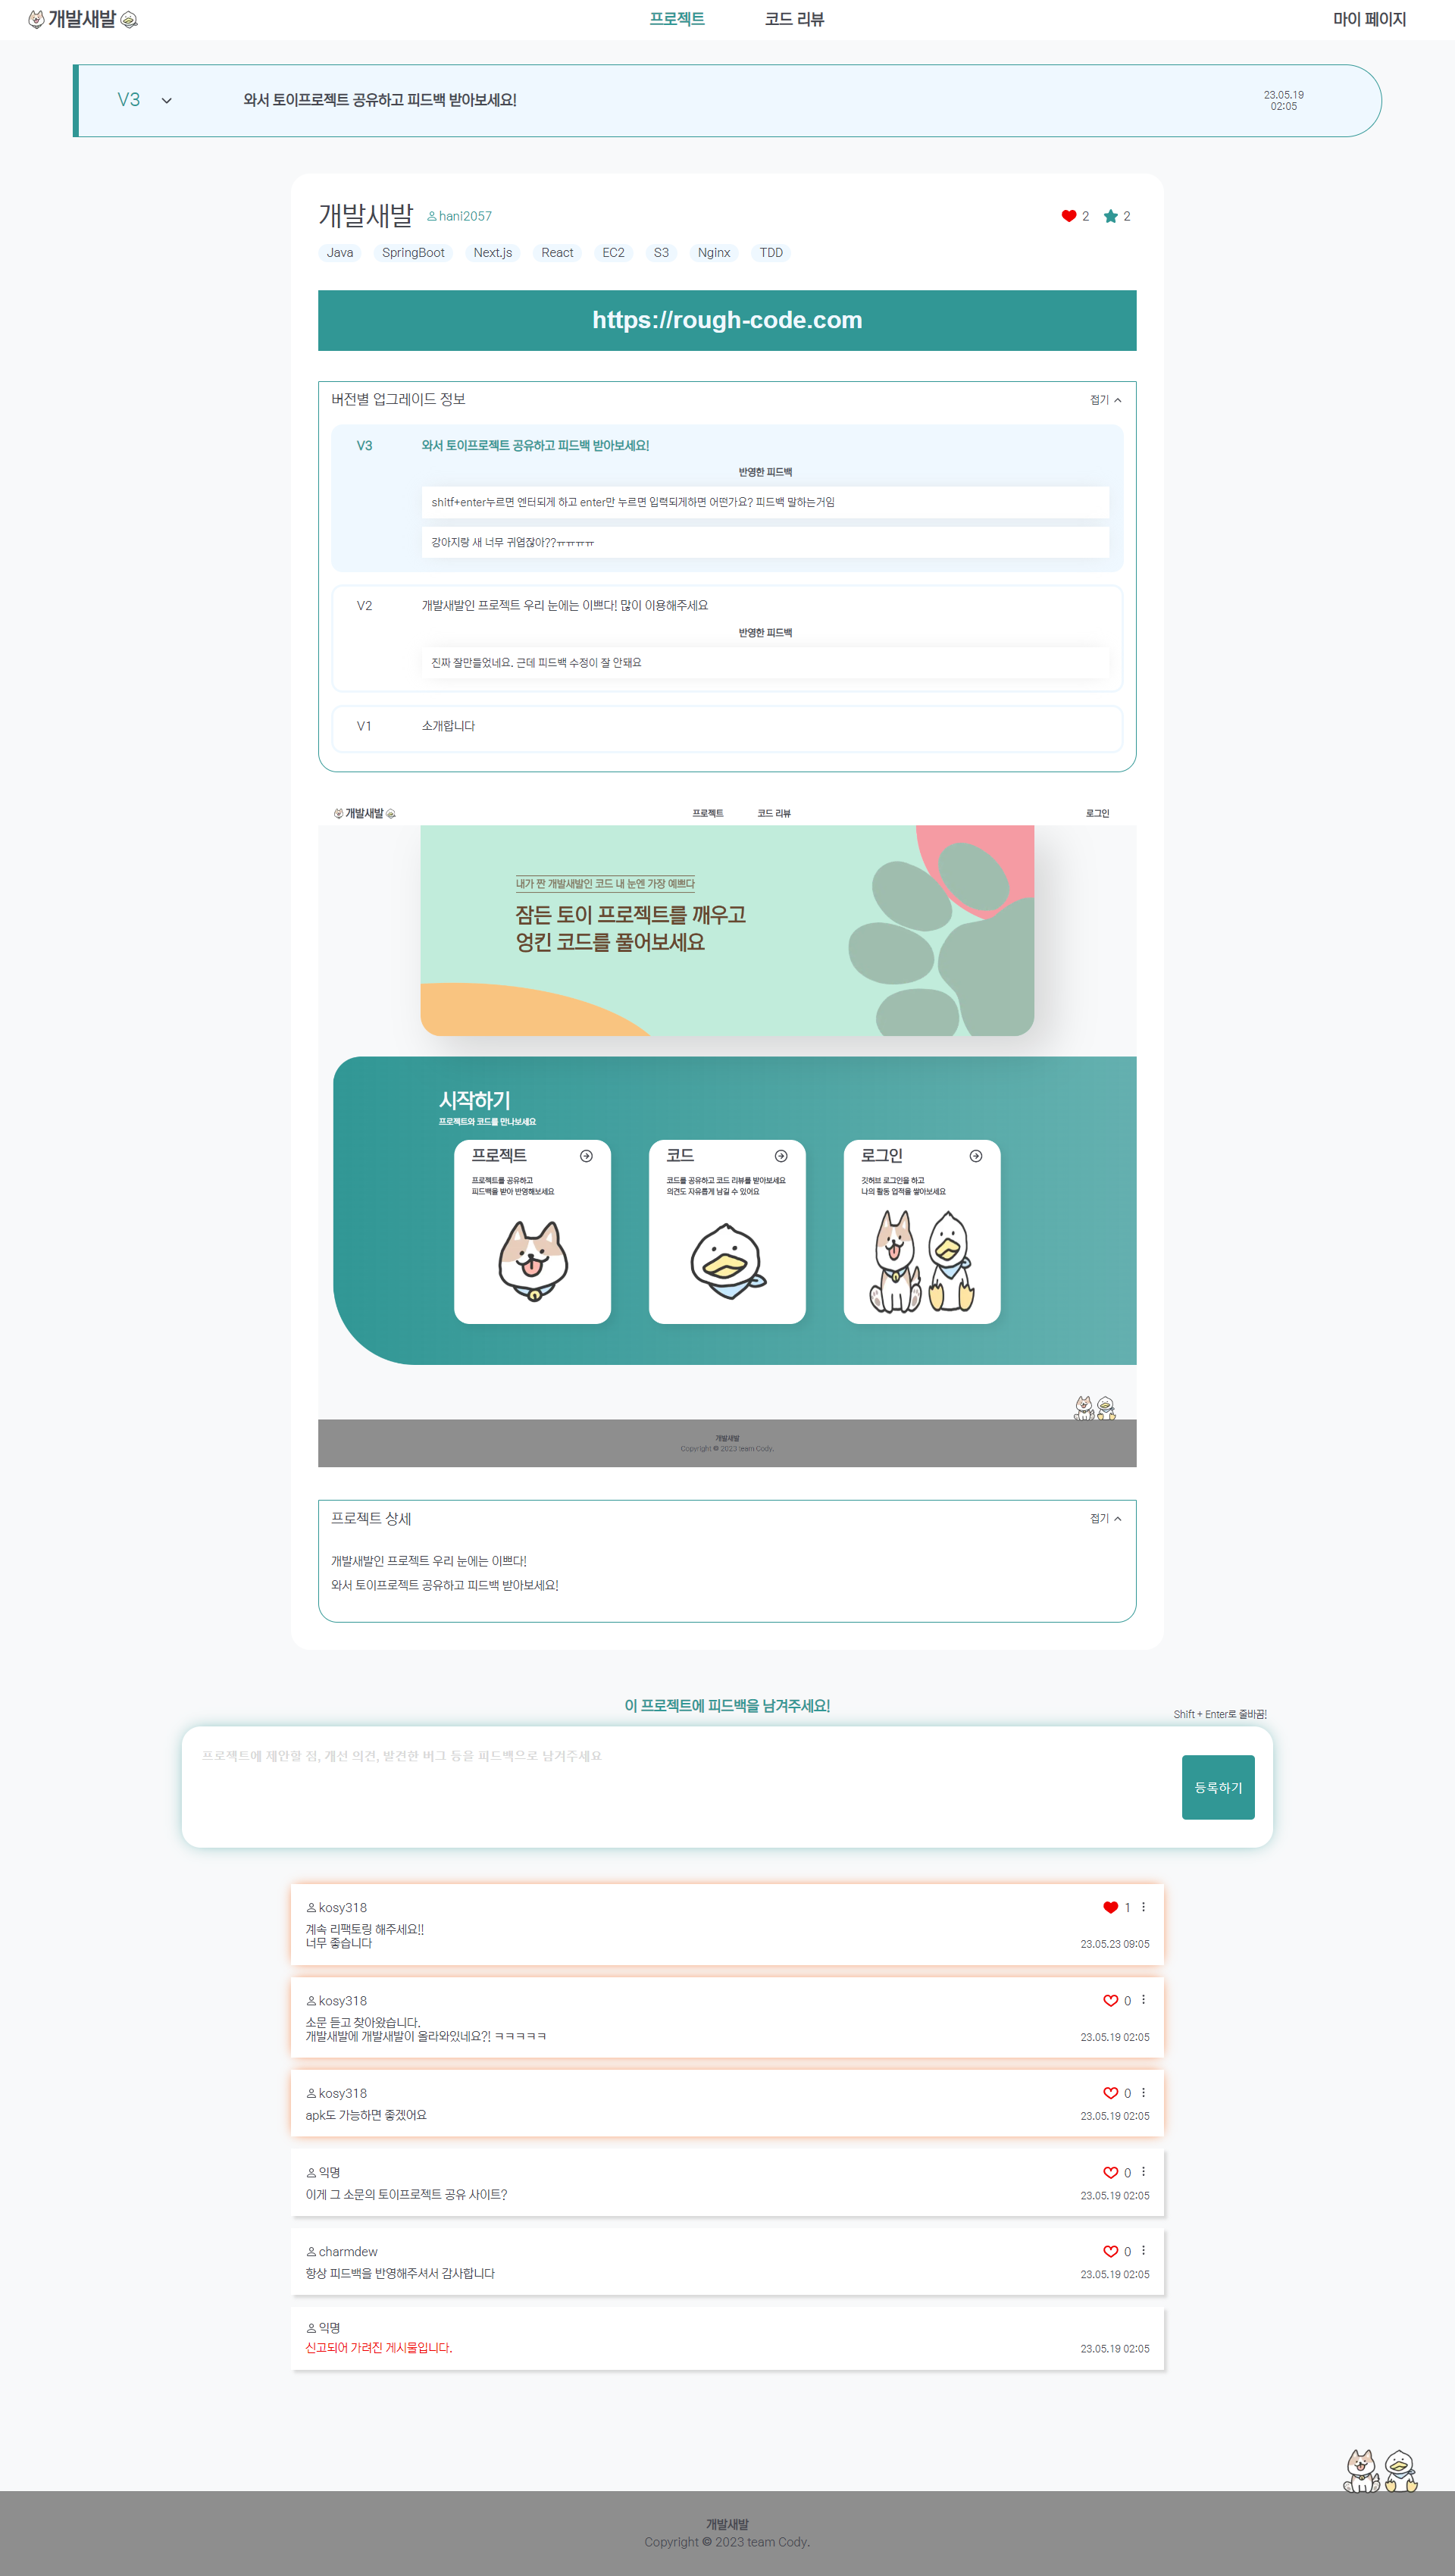 개발새발
프로젝트
코드 리뷰
마이 페이지
V3
와서 토이프로젝트 공유하고 피드백 받아보세요!
23.05.19
02:05
개발새발
hani2057
2
2
Java
SpringBoot
Next.js
React
EC2
S3
Nginx
TDD
https://rough-code.com
버전별 업그레이드 정보
접기
V3
와서 토이프로젝트 공유하고 피드백 받아보세요!
반영한 피드백
shitf+enter누르면 엔터되게 하고 enter만 누르면 입력되게하면 어떤가요? 피드백 말하는거임
강아지랑 새 너무 귀엽잖아??ㅠㅠㅠㅠ
V2
개발새발인 프로젝트 우리 눈에는 이쁘다! 많이 이용해주세요
반영한 피드백
진짜 잘만들었네요. 근데 피드백 수정이 잘 안돼요
V1
소개합니다
개발새발
프로젝트
코드 리뷰
로그인
내가 짠 개발새발인 코드 내 눈엔 가장 예쁘다
잠든 토이 프로젝트를 깨우고
엉킨 코드를 풀어보세요
시작하기
프로젝트와 코드를 만나보세요
프로젝트
프로젝트를 공유하고
피드백을 받아 반영해보세요
코드
코드를 공유하고 코드 리뷰를 받아보세요
의견도 자유롭게 남길 수 있어요
로그인
깃허브 로그인을 하고
나의 활동 업적을 쌓아보세요
개발새발
Copyright © 2023 team Cody.
프로젝트 상세
접기
개발새발인 프로젝트 우리 눈에는 이쁘다!
와서 토이프로젝트 공유하고 피드백 받아보세요!
이 프로젝트에 피드백을 남겨주세요!
Shift + Enter로 줄바꿈!
프로젝트에 제안할 점, 개선 의견, 발견한 버그 등을 피드백으로 남겨주세요
등록하기
kosy318
1
계속 리팩토링 해주세요!!
너무 좋습니다
23.05.23 09:05
kosy318
0
소문 듣고 찾아왔습니다.
개발새발에 개발새발이 올라와있네요?! ㅋㅋㅋㅋㅋ
23.05.19 02:05
kosy318
0
apk도 가능하면 좋겠어요
23.05.19 02:05
익명
0
이게 그 소문의 토이프로젝트 공유 사이트?
23.05.19 02:05
charmdew
0
항상 피드백을 반영해주셔서 감사합니다
23.05.19 02:05
익명
신고되어 가려진 게시물입니다.
23.05.19 02:05
개발새발
Copyright © 2023 team Cody.